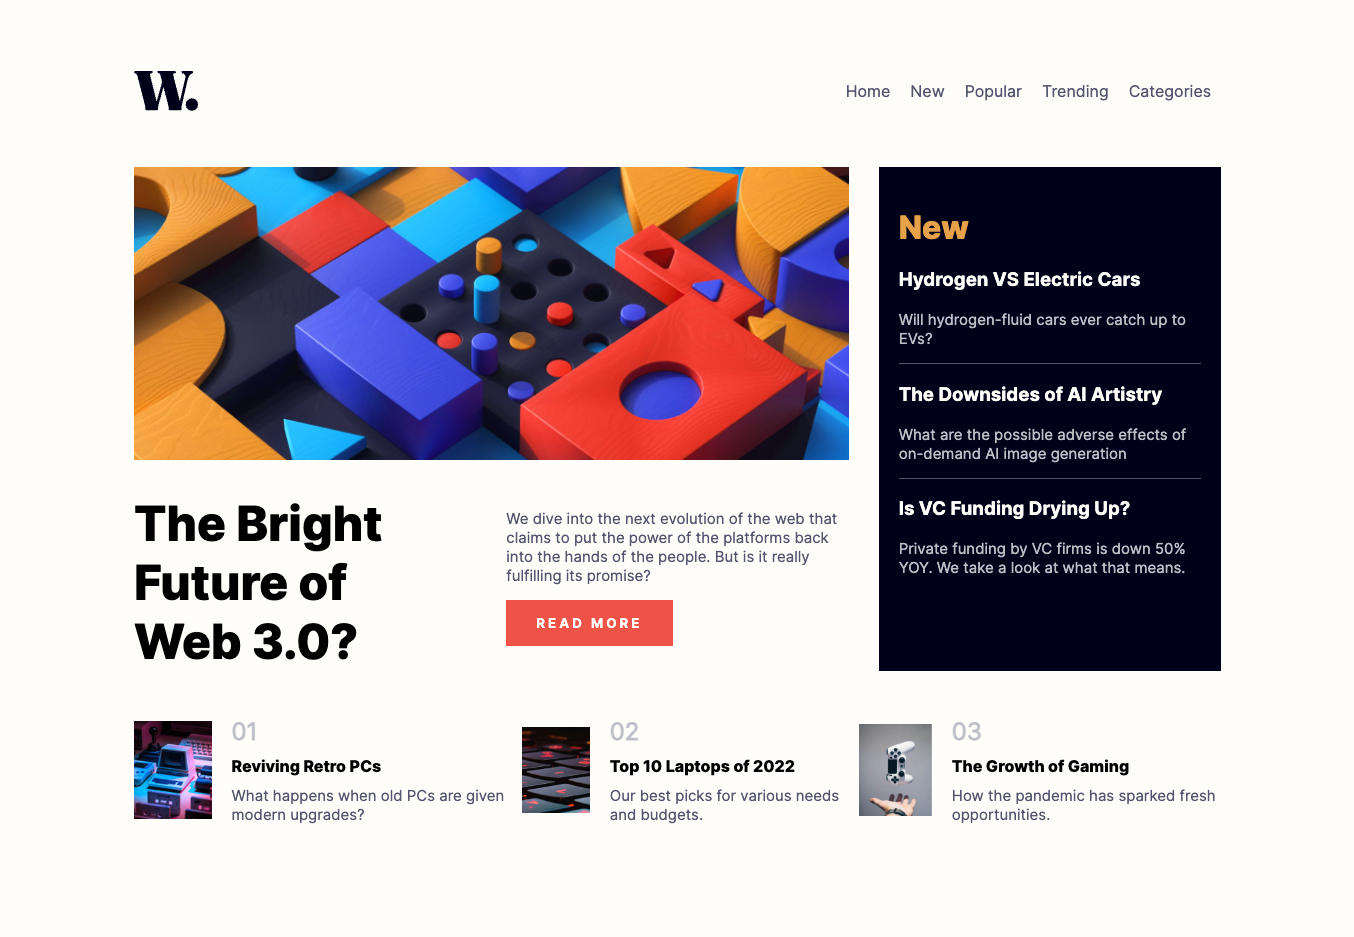 W.
Home New Popular Trending Categories
New
Hydrogen VS Electric Cars
Will hydrogen-fluid cars ever catch up to
EVs?
The Downsides of AI Artistry
What are the possible adverse effects of
on-demand AI image generation
Is VC Funding Drying Up?
Private funding by VC firms is down 50%
YOY. We take a look at what that means.
The Bright
Future of
Web 3.0?
We dive into the next evolution of the web that
claims to put the power of the platforms back
into the hands of the people. But is it really
fulfilling its promise?
READ MORE
01
Reviving Retro PCs
What happens when old PCs are given
modern upgrades?
02
Top 10 Laptops of 2022
Our best picks for various needs
and budgets.
03
The Growth of Gaming
How the pandemic has sparked fresh
opportunities.